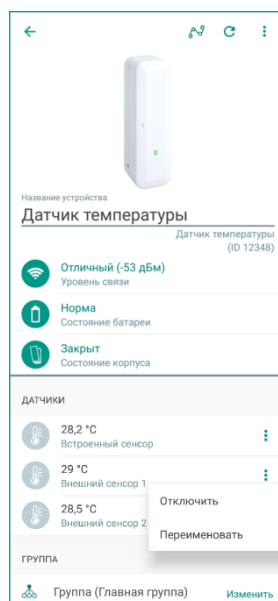 Название устройства
Датчик температуры
Датчик температуры
(ID 12348)
Отличный (-53 дБм)
Уровень связи
Норма
Состояние батареи
Закрыт
Состояние корпуса
ДАТЧИКИ
28,2 °C
Встроенный сенсор
29 °C
Внешний сенсор 1
Отключить
28,5 °C
Внешний сенсор 2
Переименовать
ГРУППА
Группа (Главная группа)
Изменить